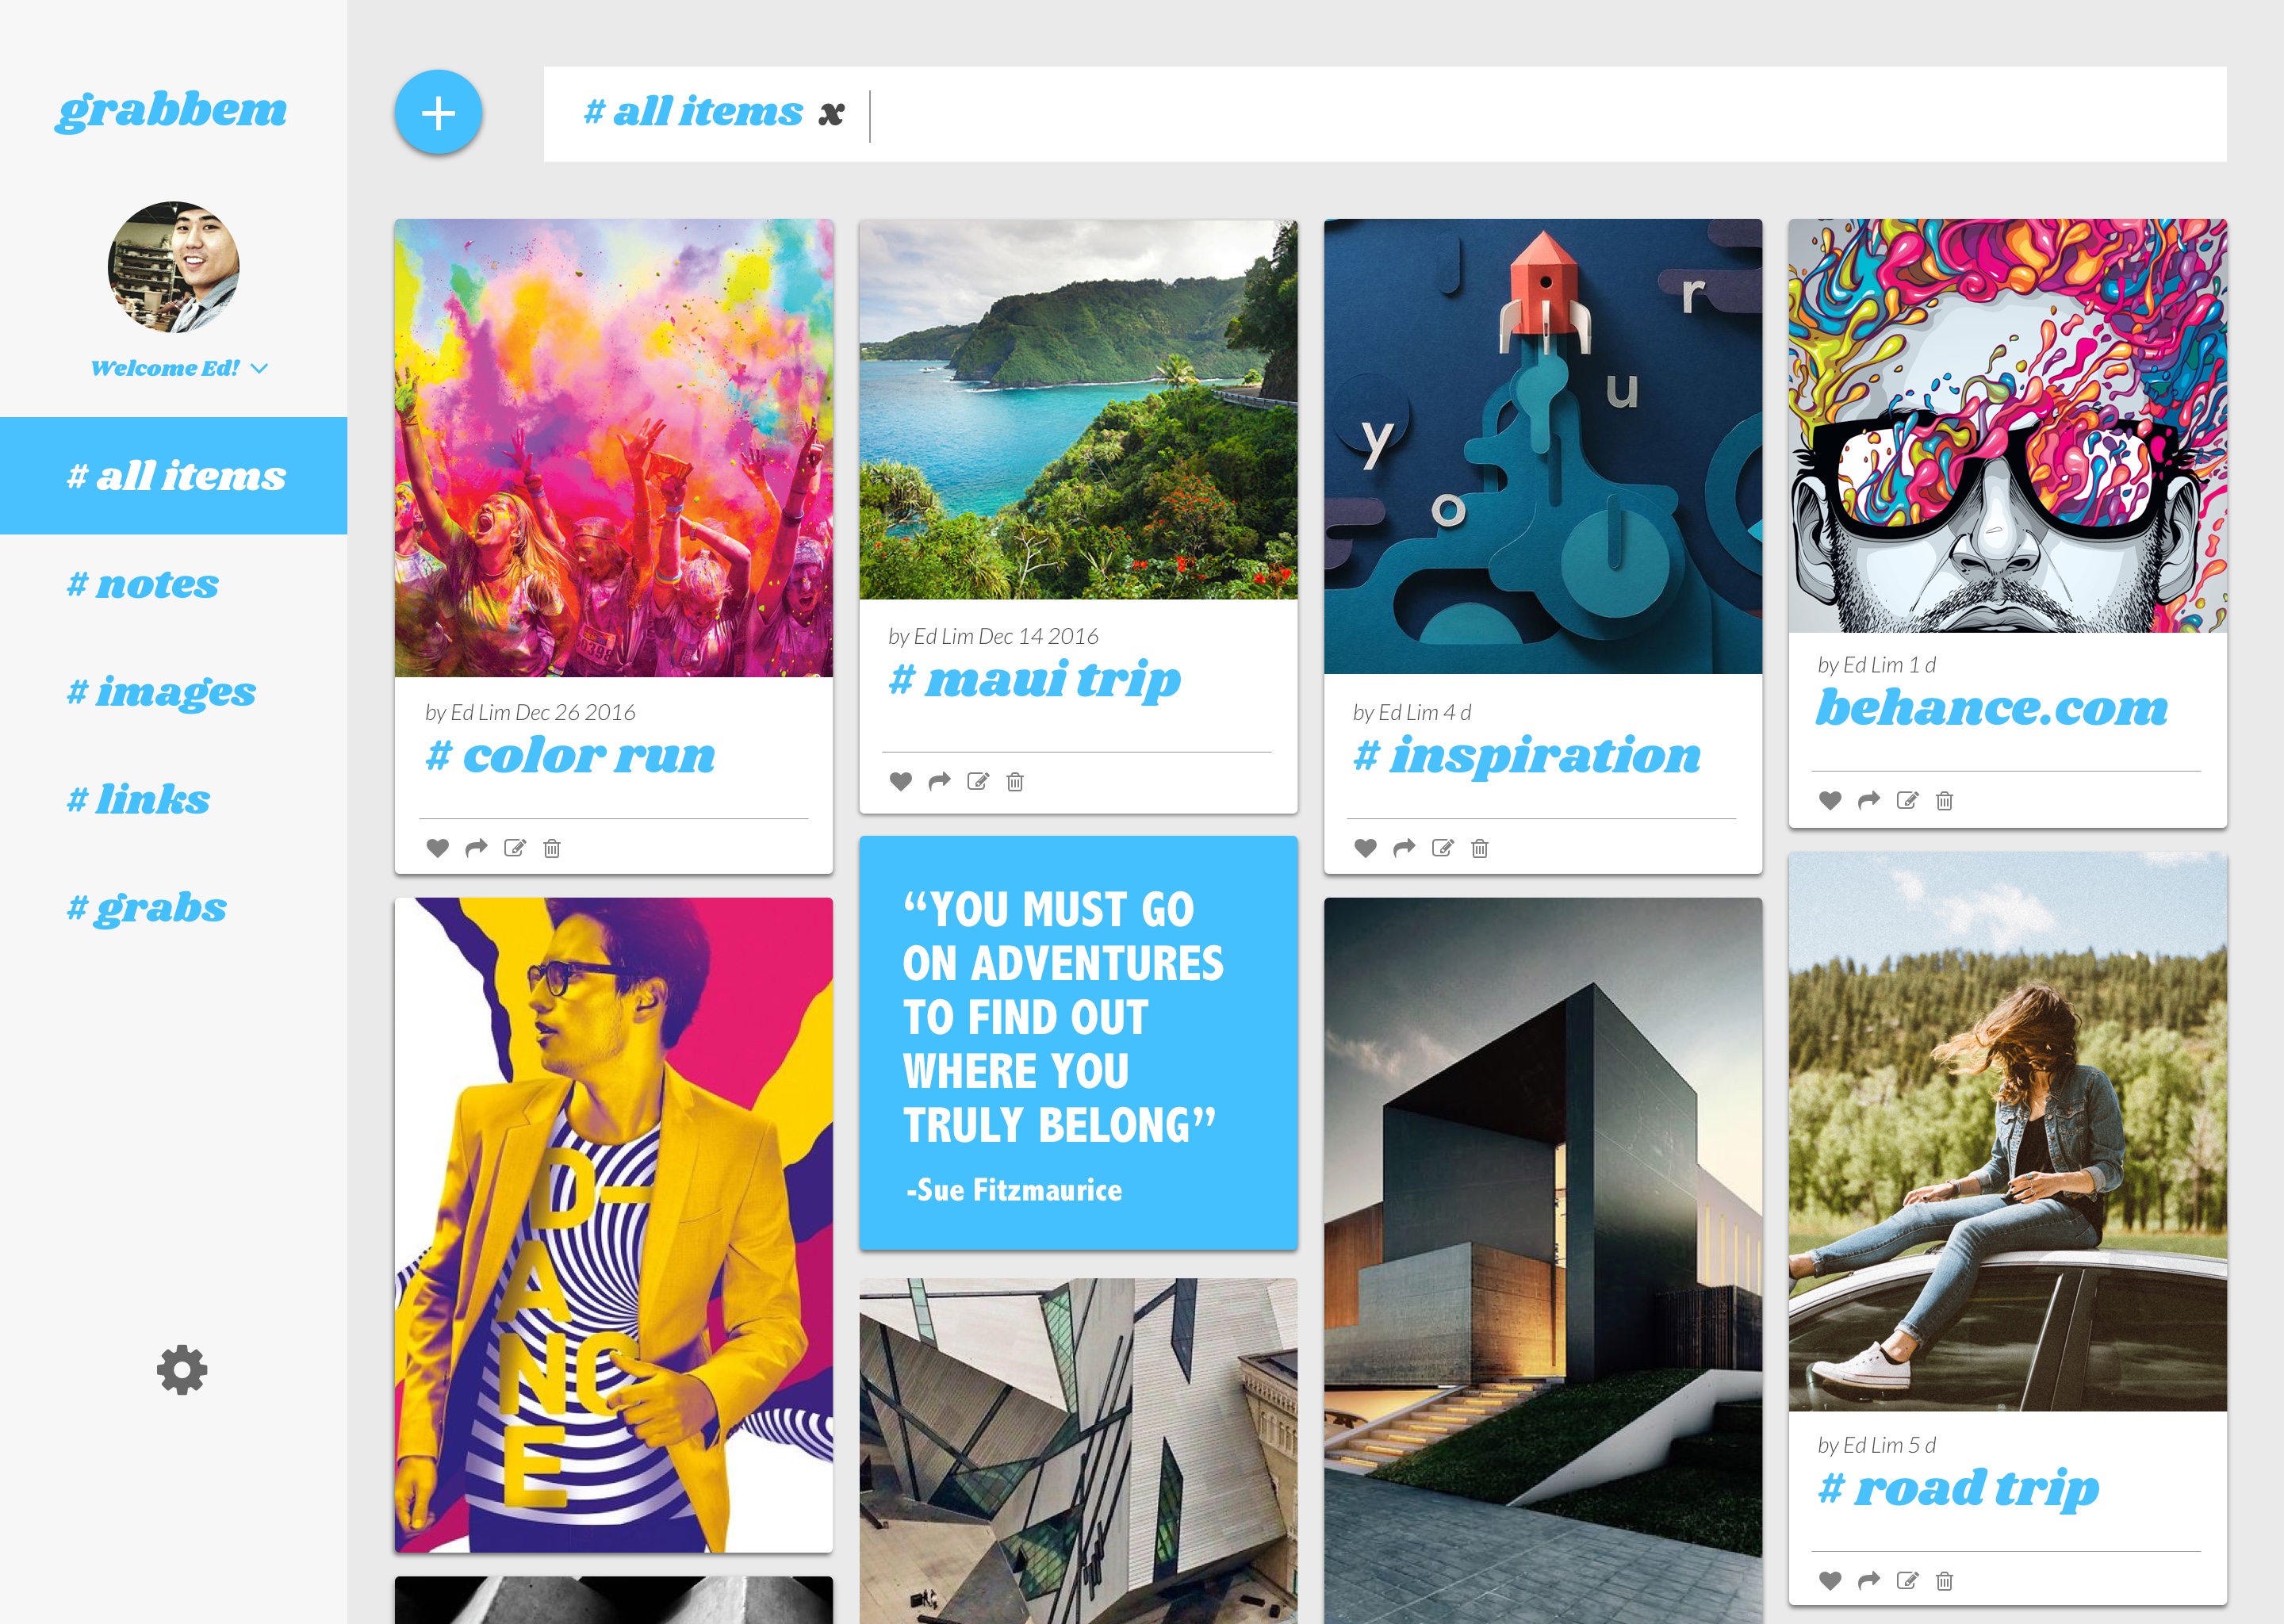 grabbem
Welcome Ed!
# all items
# notes
# images
# links
# grabs
# all items x
by Ed Lim Dec 26 2016
# color run
D-
A
NC
E
by Ed Lim Dec 14 2016
# maui trip
“YOU MUST GO
ON ADVENTURES
TO FIND OUT
WHERE YOU
TRULY BELONG”
-Sue Fitzmaurice
r
u
y
o
by Ed Lim 4 d
# inspiration
by Ed Lim 1 d
behance.com
by Ed Lim 5 d
# road trip